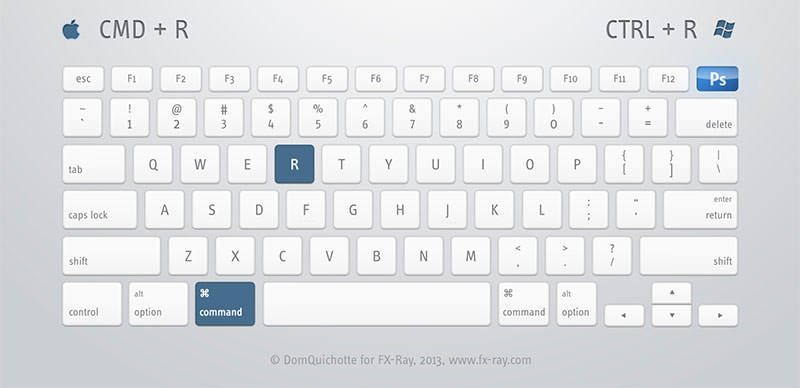 CMD + R CTRL + R
esc F1 F2 F3 F4 F5 F6 F7 F8 F9 F10 F11 F12 Ps
~ ! @ # $ % ^ & * ( ) - +
` 1 2 3 4 5 6 7 8 9 0 - = delete
tab Q W E R T Y U I O P { } |
[ ] \
caps lock A S D F G H J K L : " enter
; . return
shift Z X C V B N M < > ? shift
, . /
alt ⌘ ⌘ alt
control option command command option
© DomQuichotte for FX-Ray, 2013, www.fx-ray.com